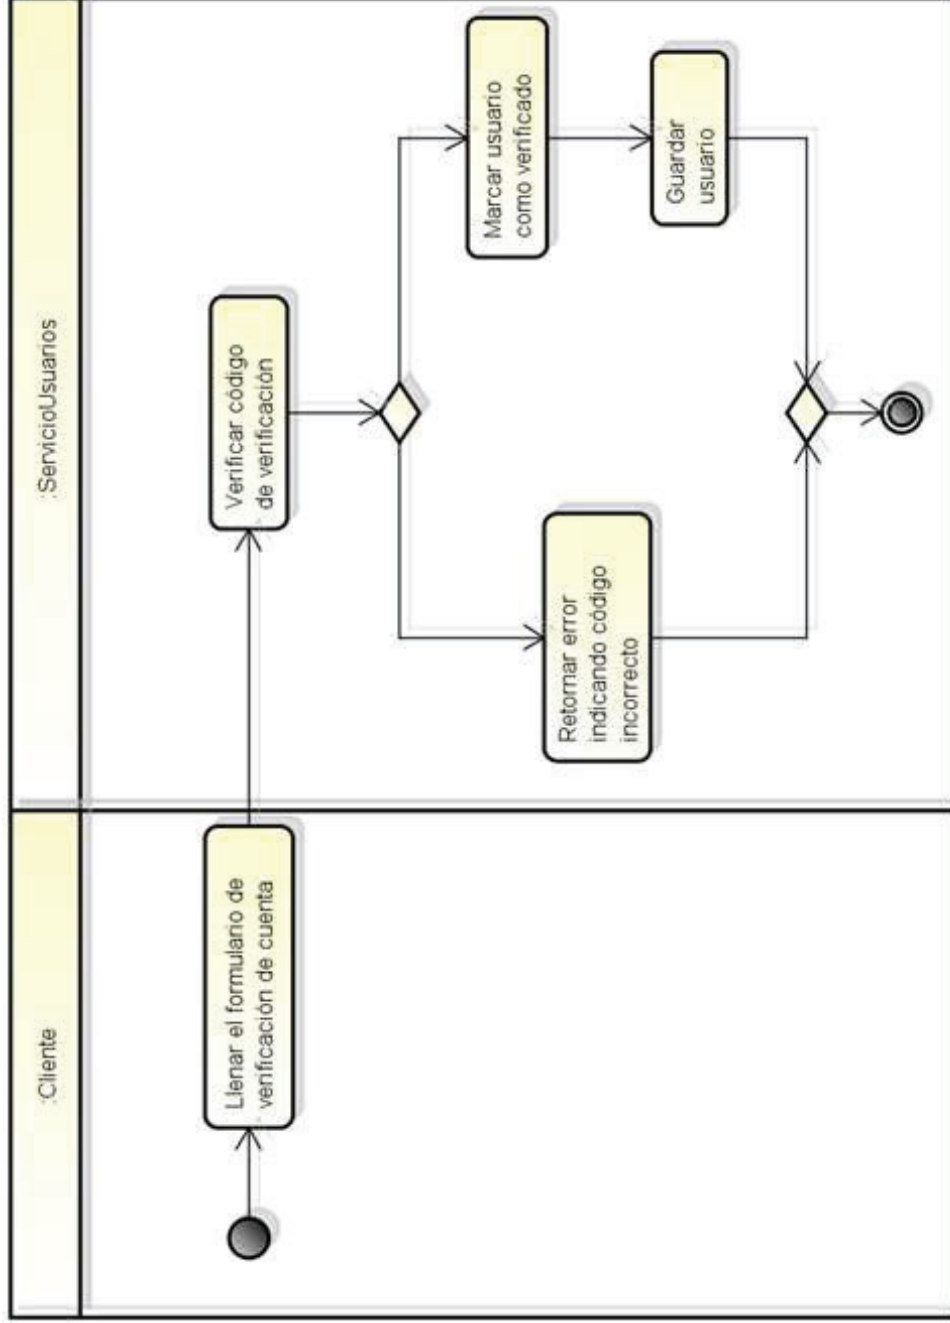 :Cliente
:ServicioUsuarios
Llenar el formulario de
verificación de cuenta
Verificar código
de verificación
Retornar error
indicando código
incorrecto
Marcar usuario
como verificado
Guardar
usuario